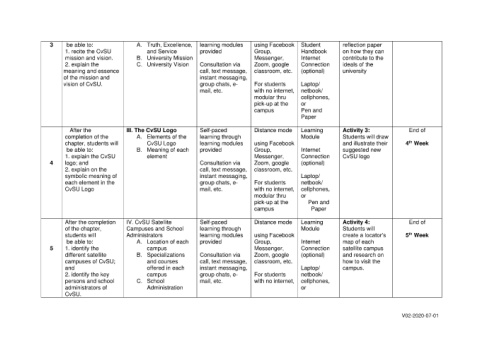 3
be able to:
1. recite the CvSU
mission and vision.
2. explain the
meaning and essence
of the mission and
vision of CvSU.
A. Truth, Excellence,
and Service
B. University Mission
C. University Vision
learning modules
provided
Consultation via
call, text message,
instant messaging,
group chats, e-
mail, etc.
using Facebook
Group,
Messenger,
Zoom, google
classroom, etc.
For students
with no internet,
modular thru
pick-up at the
campus
Student
Handbook
Internet
Connection
(optional)
Laptop/
netbook/
cellphones,
or
Pen and
Paper
reflection paper
on how they can
contribute to the
ideals of the
university
4
After the
completion of the
chapter, students will
be able to:
1. explain the CvSU
logo; and
2. explain on the
symbolic meaning of
each element in the
CvSU Logo
III. The CvSU Logo
A. Elements of the
CvSU Logo
B. Meaning of each
element
Self-paced
learning through
learning modules
provided
Consultation via
call, text message,
instant messaging,
group chats, e-
mail, etc.
Distance mode
using Facebook
Group,
Messenger,
Zoom, google
classroom, etc.
For students
with no internet,
modular thru
pick-up at the
campus
Learning
Module
Internet
Connection
(optional)
Laptop/
netbook/
cellphones,
or
Pen and
Paper
Activity 3:
Students will draw
and illustrate their
suggested new
CvSU logo
End of
4th Week
5
After the completion
of the chapter,
students will
be able to:
1. identify the
different satellite
campuses of CvSU;
and
2. identify the key
persons and school
administrators of
CvSU.
IV. CvSU Satellite
Campuses and School
Administrators
A. Location of each
campus
B. Specializations
and courses
offered in each
campus
C. School
Administration
Self-paced
learning through
learning modules
provided
Consultation via
call, text message,
instant messaging,
group chats, e-
mail, etc.
Distance mode
using Facebook
Group,
Messenger,
Zoom, google
classroom, etc.
For students
with no internet,
Learning
Module
Internet
Connection
(optional)
Laptop/
netbook/
cellphones,
or
Activity 4:
Students will
create a locator's
map of each
satellite campus
and research on
how to visit the
campus.
End of
5th Week
V02-2020-07-01